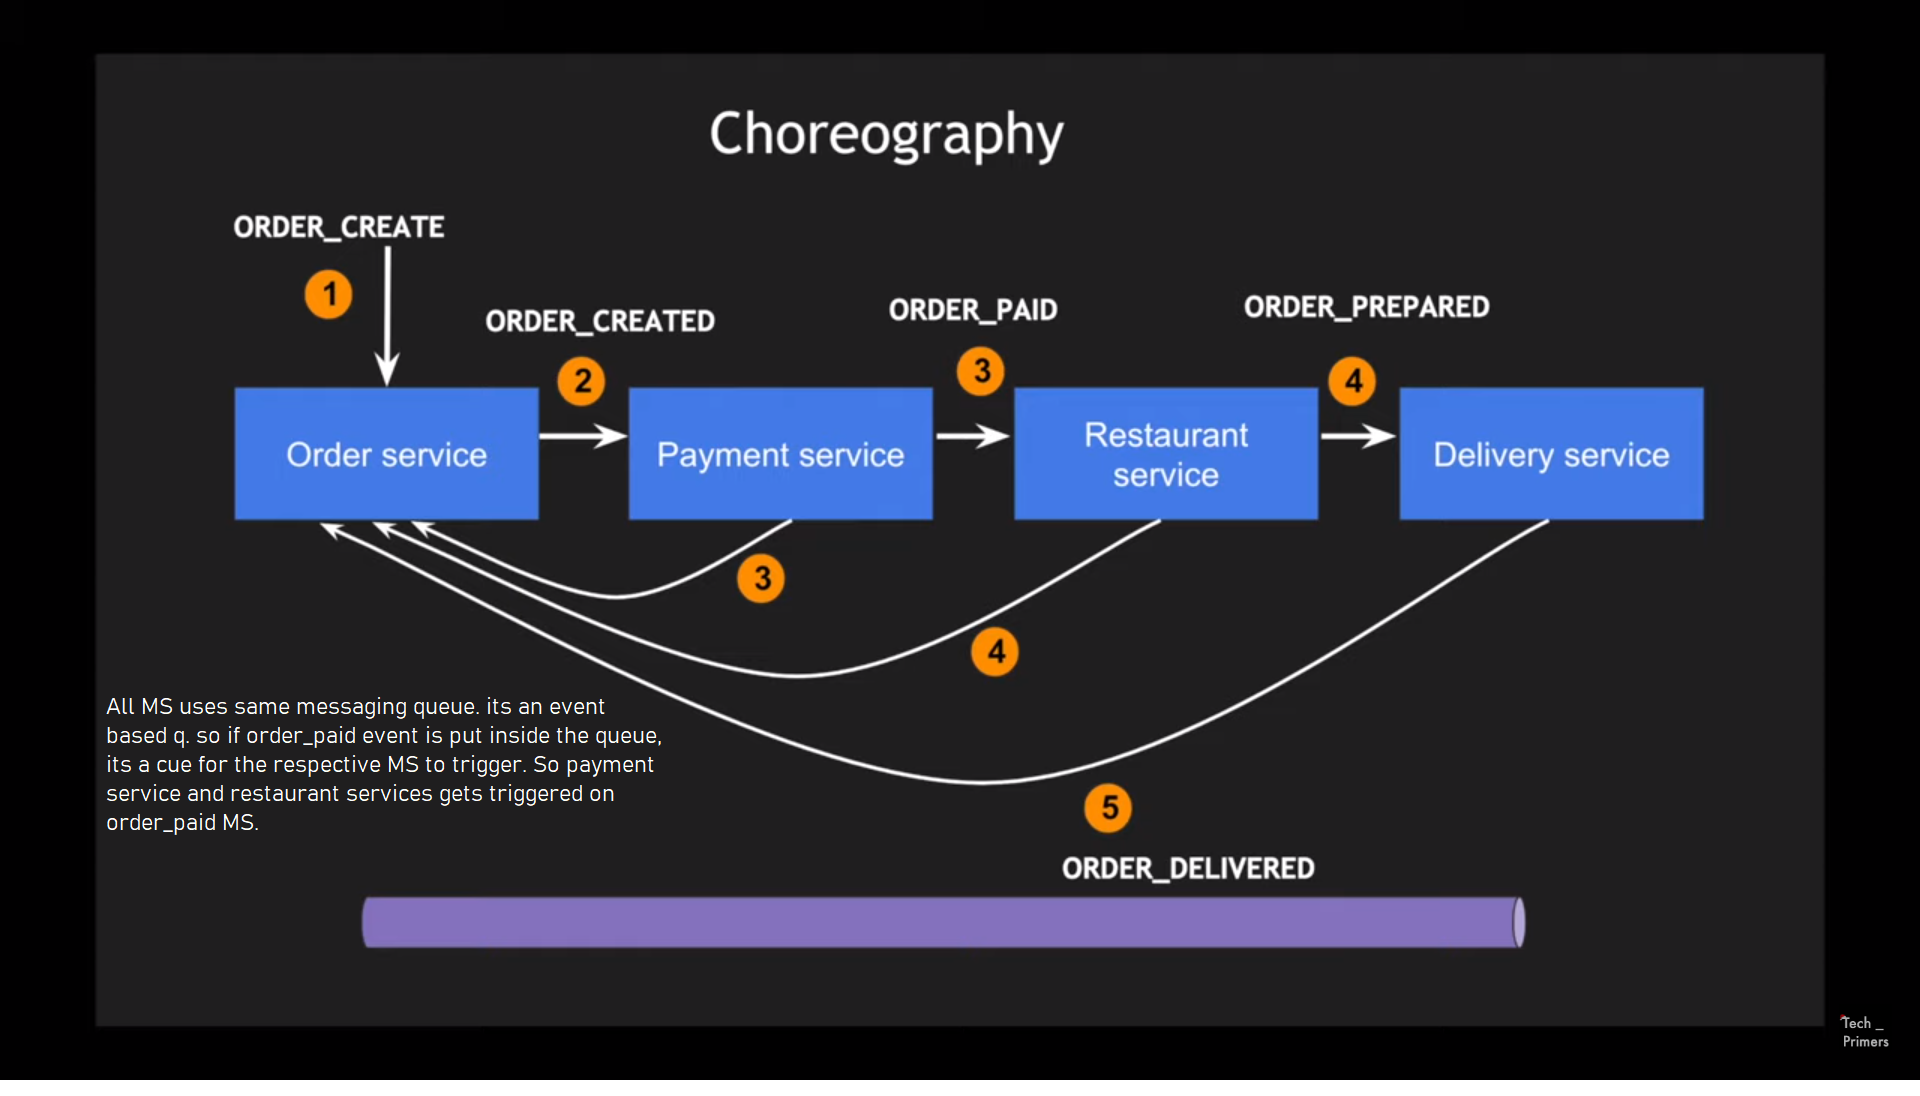 Choreography
ORDER_CREATE
1
ORDER_CREATED
2
ORDER_PAID
3
ORDER_PREPARED
4
Order service
Payment service
Restaurant
service
Delivery service
3
4
All MS uses same messaging queue. its an event
based q. so if order_paid event is put inside the queue,
its a cue for the respective MS to trigger. So payment
service and restaurant services gets triggered on
order_paid MS.
5
ORDER_DELIVERED
Tech _
Primers